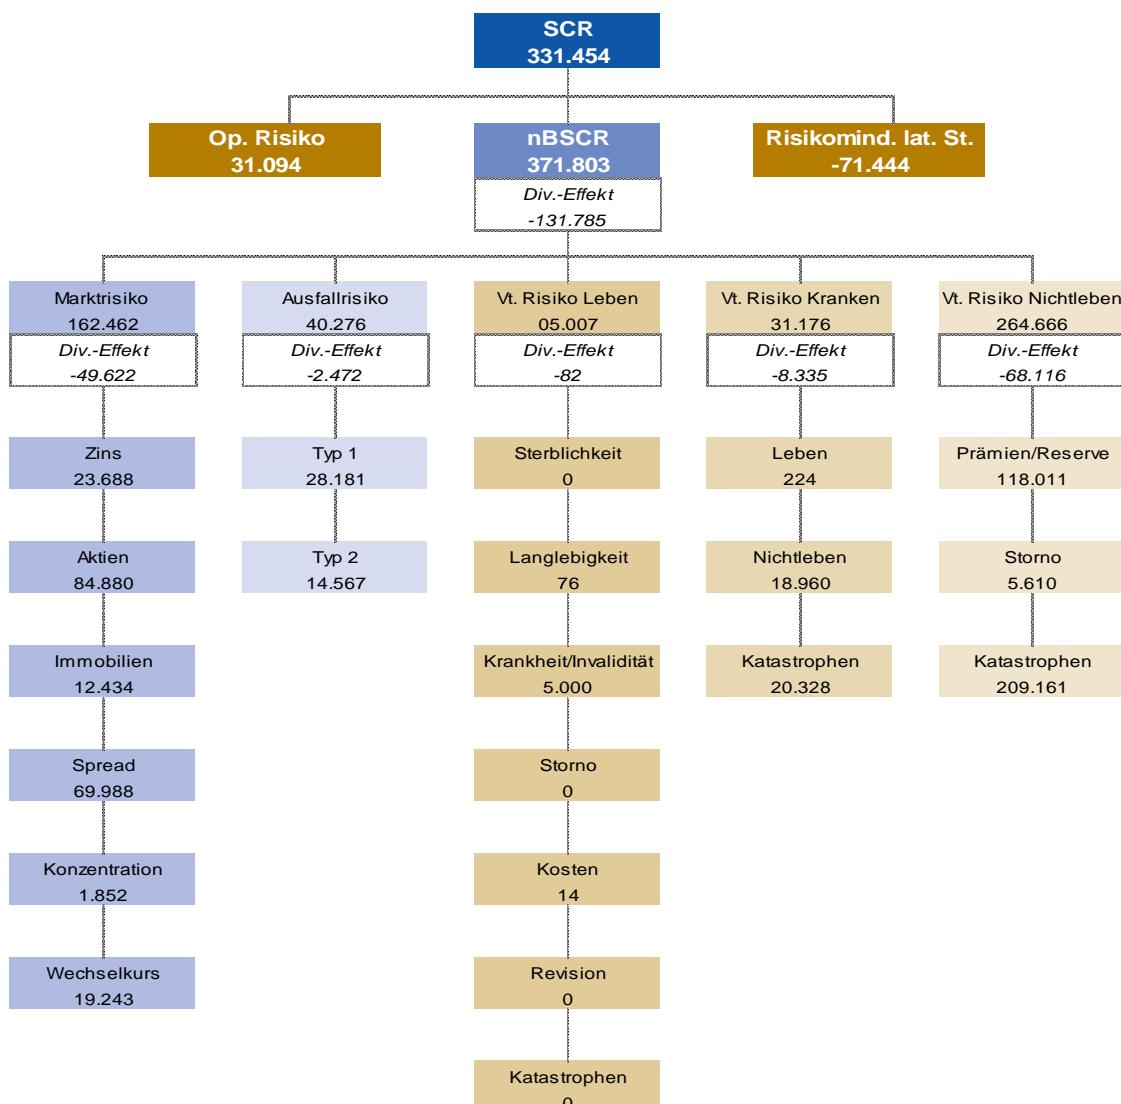 SCR
331.454
Op. Risiko
31.094
nBSCR
371.803
Risikomind. lat. St.
-71.444
Div.-Effekt
-131.785
Marktrisiko
162.462
Div.-Effekt
-49.622
Ausfallrisiko
40.276
Div.-Effekt
-2.472
Vt. Risiko Leben
05.007
Div.-Effekt
-82
Vt. Risiko Kranken
31.176
Div.-Effekt
-8.335
Vt. Risiko Nichtleben
264.666
Div.-Effekt
-68.116
Zins
23.688
Typ 1
28.181
Sterblichkeit
0
Leben
224
Prämien/Reserve
118.011
Aktien
84.880
Typ 2
14.567
Langlebigkeit
76
Nichtleben
18.960
Storno
5.610
Immobilien
12.434
Krankheit/Invalidität
5.000
Katastrophen
20.328
Katastrophen
209.161
Spread
69.988
Storno
0
Konzentration
1.852
Kosten
14
Wechselkurs
19.243
Revision
0
Katastrophen
0